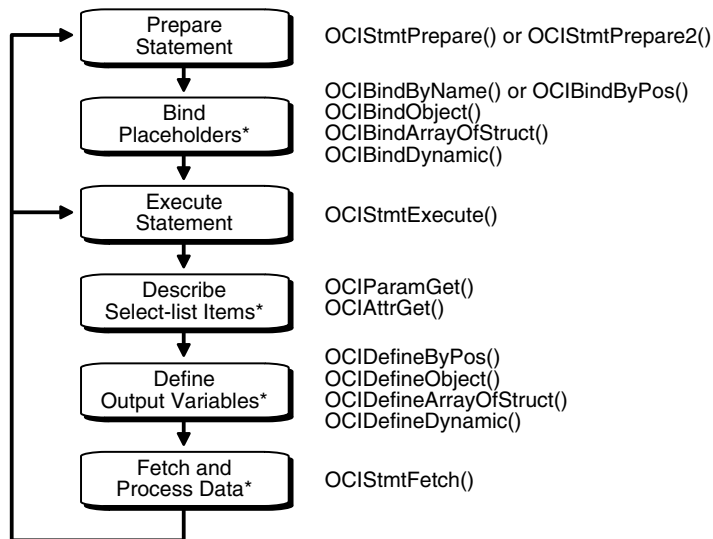 Prepare
Statement
OCIStmtPrepare() or OCIStmtPrepare2()
Bind
Placeholders*
OCIBindByName() or OCIBindByPos()
OCIBindObject()
OCIBindArrayOfStruct()
OCIBindDynamic()
Execute
Statement
OCIStmtExecute()
Describe
Select-list Items*
OCIParamGet()
OCIAttrGet()
Define
Output Variables*
OCIDefineByPos()
OCIDefineObject()
OCIDefineArrayOfStruct()
OCIDefineDynamic()
Fetch and
Process Data*
OCIStmtFetch()